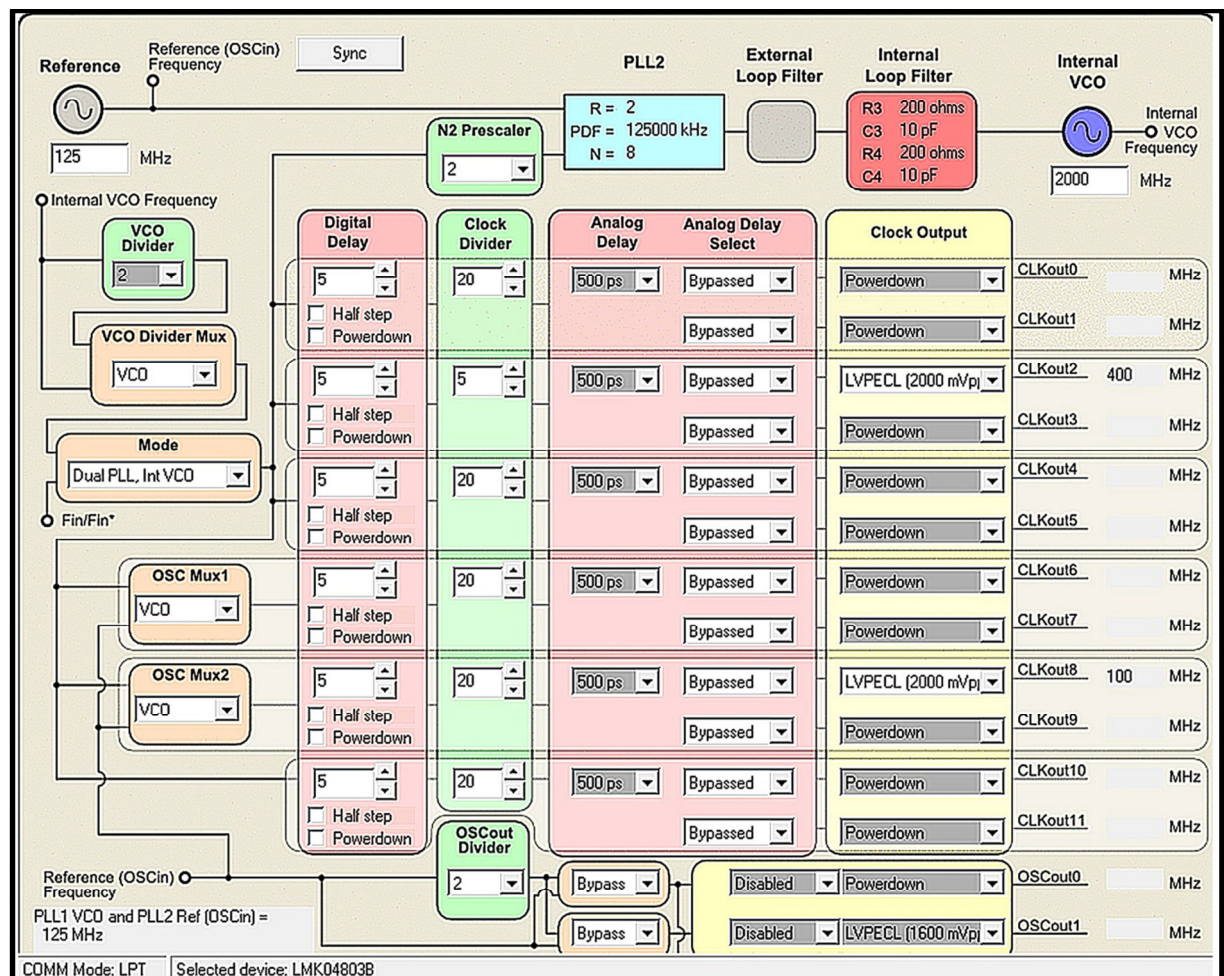 Reference
Reference (OSCin)
Frequency
Sync
PLL2
External
Loop Filter
Internal
Loop Filter
Internal
VCO
125 MHz
N2 Prescaler
2
R = 2
PDF = 125000 kHz
N = 8
R3 200 ohms
C3 10 pF
R4 200 ohms
C4 10 pF
Internal
VCO
Frequency
2000 MHz
Internal VCO Frequency
VCO
Divider
2
VCO Divider Mux
VCO
Mode
Dual PLL, Int VCO
Fin/FIn*
OSC Mux1
VCO
OSC Mux2
VCO
Digital
Delay
Clock
Divider
Analog
Delay
Analog Delay
Select
Clock Output
5 20 500 ps Bypassed Powerdown CLKout0 MHz
Half step
Powerdown Bypassed Powerdown CLKout1 MHz
5 5 500 ps Bypassed LVPECL (2000 mVp CLKout2 400 MHz
Half step
Powerdown Bypassed Powerdown CLKout3 MHz
5 20 500 ps Bypassed Powerdown CLKout4 MHz
Half step
Powerdown Bypassed Powerdown CLKout5 MHz
5 20 500 ps Bypassed Powerdown CLKout6 MHz
Half step
Powerdown Bypassed Powerdown CLKout7 MHz
5 20 500 ps Bypassed LVPECL (2000 mVp CLKout8 100 MHz
Half step
Powerdown Bypassed Powerdown CLKout9 MHz
5 20 500 ps Bypassed Powerdown CLKout10 MHz
Half step
Powerdown Bypassed Powerdown CLKout11 MHz
OSCout
Divider
2
Reference (OSCin)
Frequency
Bypass Disabled Powerdown OSCout0 MHz
Bypass Disabled LVPECL (1600 mVp OSCout1 MHz
PLL1 VCO and PLL2 Ref (OSCin) =
125 MHz
COMM Mode: LPT Selected device: LMK04803B